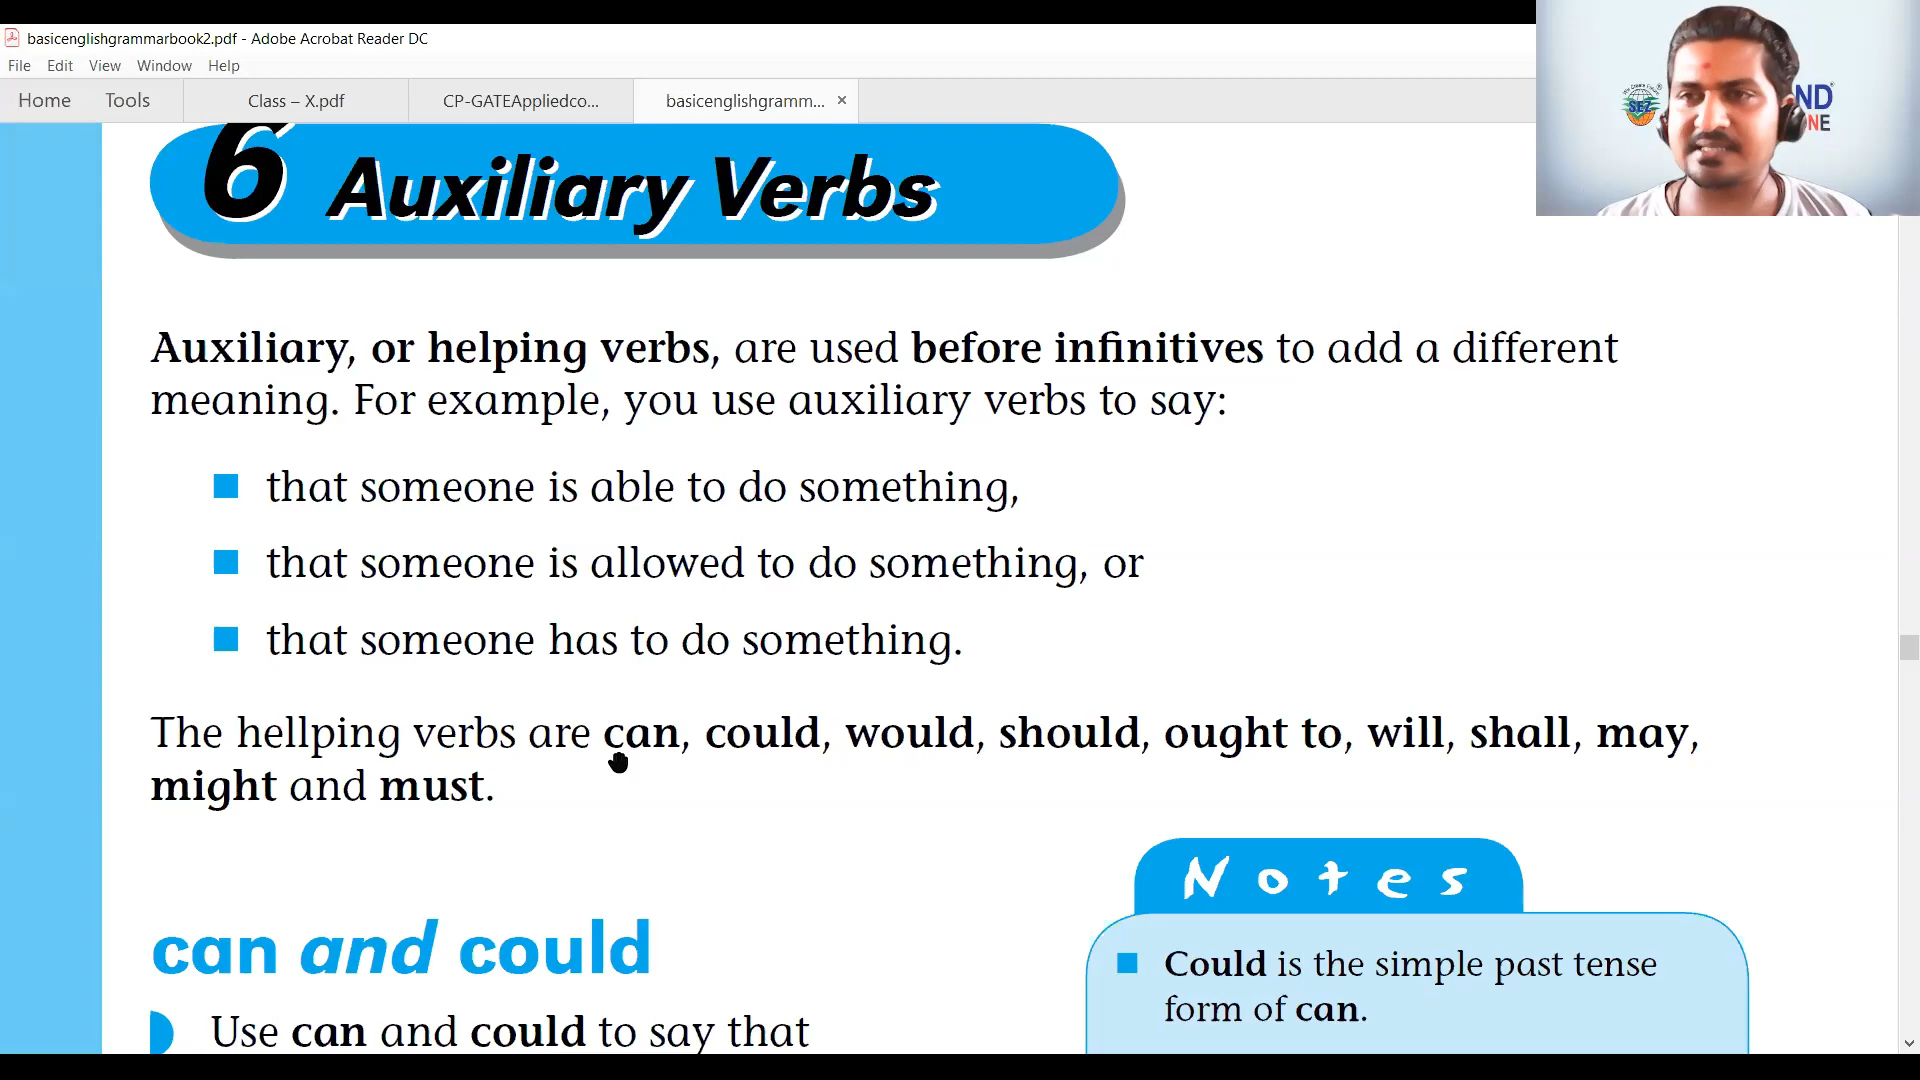 basicenglishgrammarbook2.pdf - Adobe Acrobat Reader DC
File Edit View Window Help
Home Tools Class – X.pdf CP-GATEAppliedco... basicenglishgramm... ×
SEZ ND
NE
6 Auxiliary Verbs
Auxiliary, or helping verbs, are used before infinitives to add a different
meaning. For example, you use auxiliary verbs to say:
that someone is able to do something,
that someone is allowed to do something, or
that someone has to do something.
The hellping verbs are can, could, would, should, ought to, will, shall, may,
might and must.
Notes
can and could
Could is the simple past tense
form of can.
Use can and could to say that